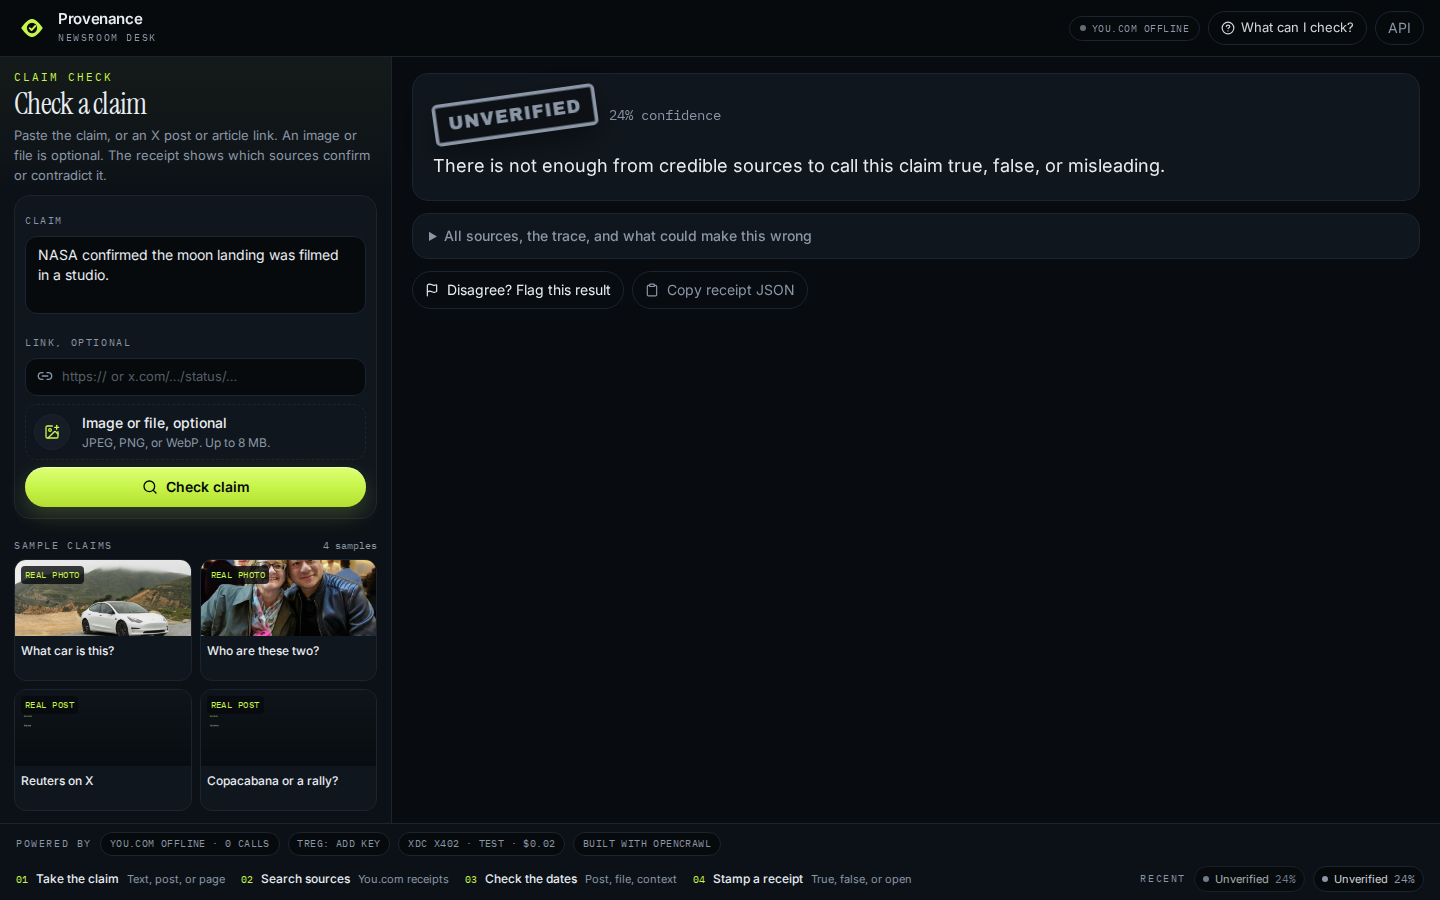 Provenance
NEWSROOM DESK
YOU.COM OFFLINE
What can I check?
API
CLAIM CHECK
Check a claim
Paste the claim, or an X post or article link. An image or
file is optional. The receipt shows which sources confirm
or contradict it.
CLAIM
NASA confirmed the moon landing was filmed
in a studio.
LINK, OPTIONAL
https:// or x.com/.../status/...
Image or file, optional
JPEG, PNG, or WebP. Up to 8 MB.
Check claim
SAMPLE CLAIMS
4 samples
REAL PHOTO
What car is this?
REAL PHOTO
Who are these two?
REAL POST
Reuters on X
REAL POST
Copacabana or a rally?
UNVERIFIED
24% confidence
There is not enough from credible sources to call this claim true, false, or misleading.
All sources, the trace, and what could make this wrong
Disagree? Flag this result
Copy receipt JSON
POWERED BY
YOU.COM OFFLINE · 0 CALLS
TREG: ADD KEY
XDC X402 · TEST · $0.02
BUILT WITH OPENCRAWL
01 Take the claim Text, post, or page
02 Search sources You.com receipts
03 Check the dates Post, file, context
04 Stamp a receipt True, false, or open
RECENT
Unverified 24%
Unverified 24%